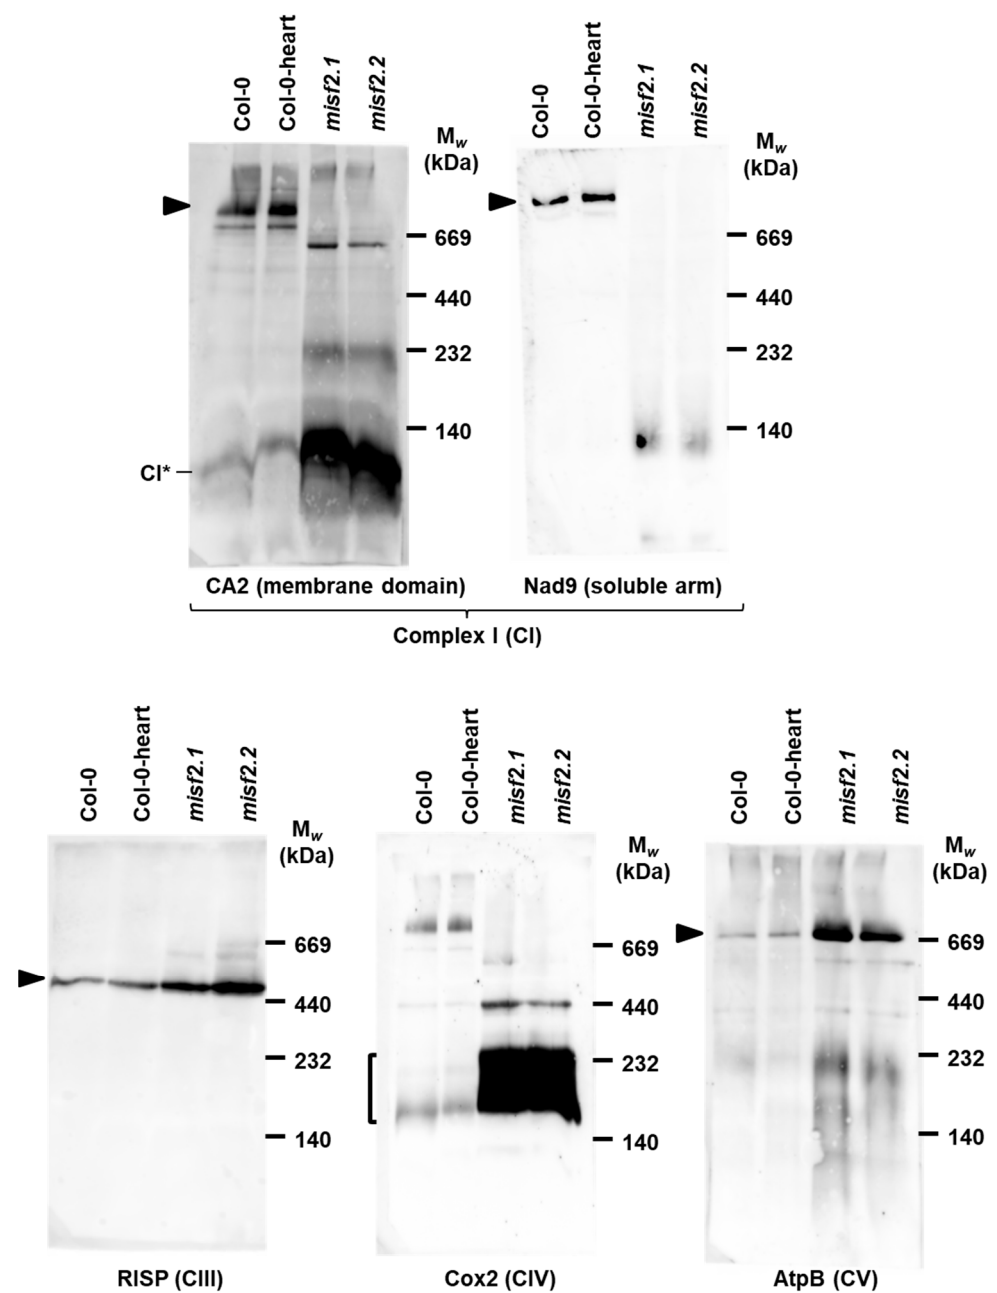 Col-0
Col-0-heart
misf2.1
misf2.2
Mw
(kDa)
669
440
232
140
CI*
CA2 (membrane domain)
Col-0
Col-0-heart
misf2.1
misf2.2
Mw
(kDa)
669
440
232
140
Nad9 (soluble arm)
Complex I (CI)
Col-0
Col-0-heart
misf2.1
misf2.2
Mw
(kDa)
669
440
232
140
RISP (CIII)
Col-0
Col-0-heart
misf2.1
misf2.2
Mw
(kDa)
669
440
232
140
Cox2 (CIV)
Col-0
Col-0-heart
misf2.1
misf2.2
Mw
(kDa)
669
440
232
140
AtpB (CV)